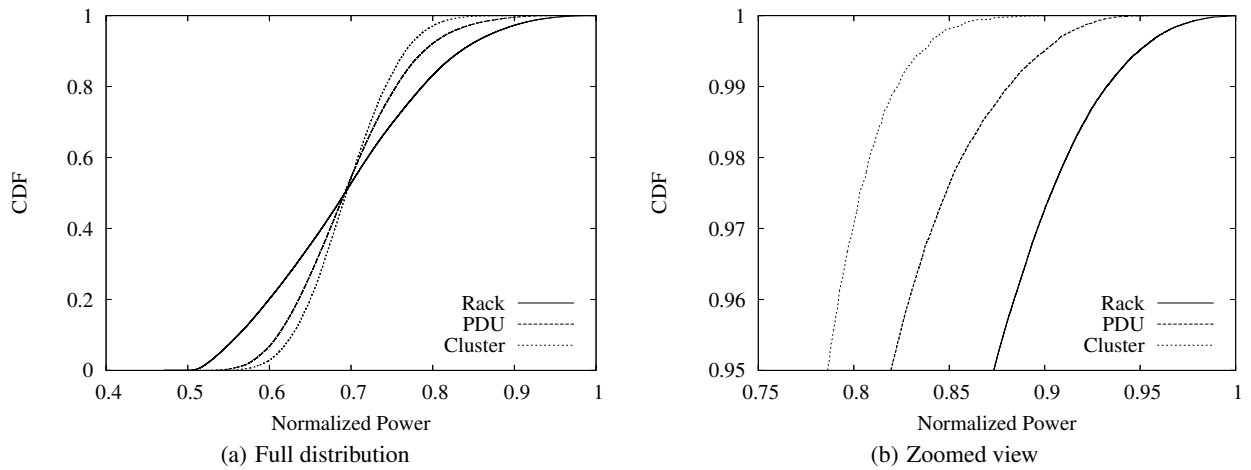 1
0.8
0.6
0.4
0.2
0
CDF
0.4 0.5 0.6 0.7 0.8 0.9 1
Normalized Power
Rack
PDU
Cluster
(a) Full distribution
1
0.99
0.98
0.97
0.96
0.95
CDF
0.75 0.8 0.85 0.9 0.95 1
Normalized Power
Rack
PDU
Cluster
(b) Zoomed view